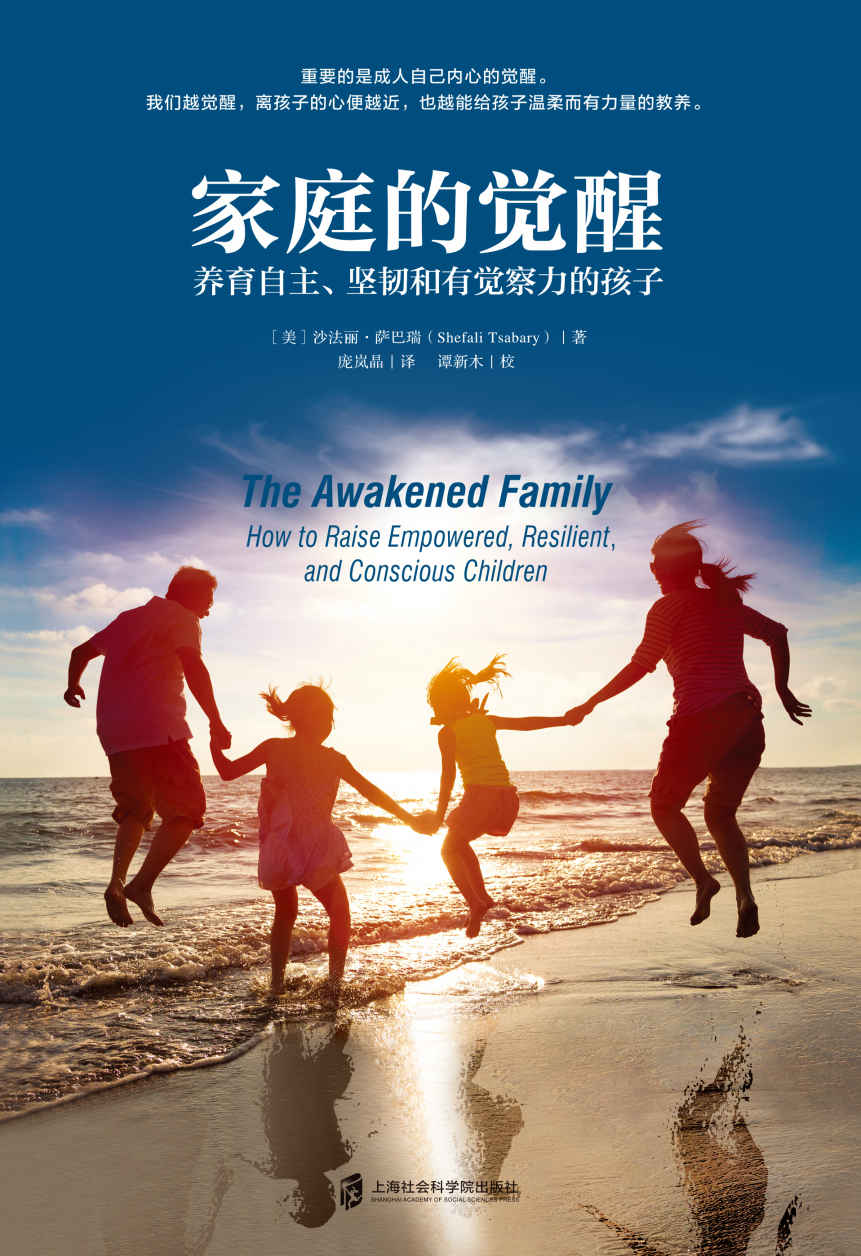 重要的是成人自己内心的觉醒。
我们越觉醒，离孩子的心便越近，也越能给孩子温柔而有力量的教养。
家庭的觉醒
养育自主、坚韧和有觉察力的孩子
［美］沙法丽·萨巴瑞（Shefali Tsabary）｜著
庞岚晶｜译 谭新木｜校
The Awakened Family
How to Raise Empowered, Resilient,
and Conscious Children
上海社会科学院出版社
SHANGHAI ACADEMY OF SOCIAL SCIENCES PRESS